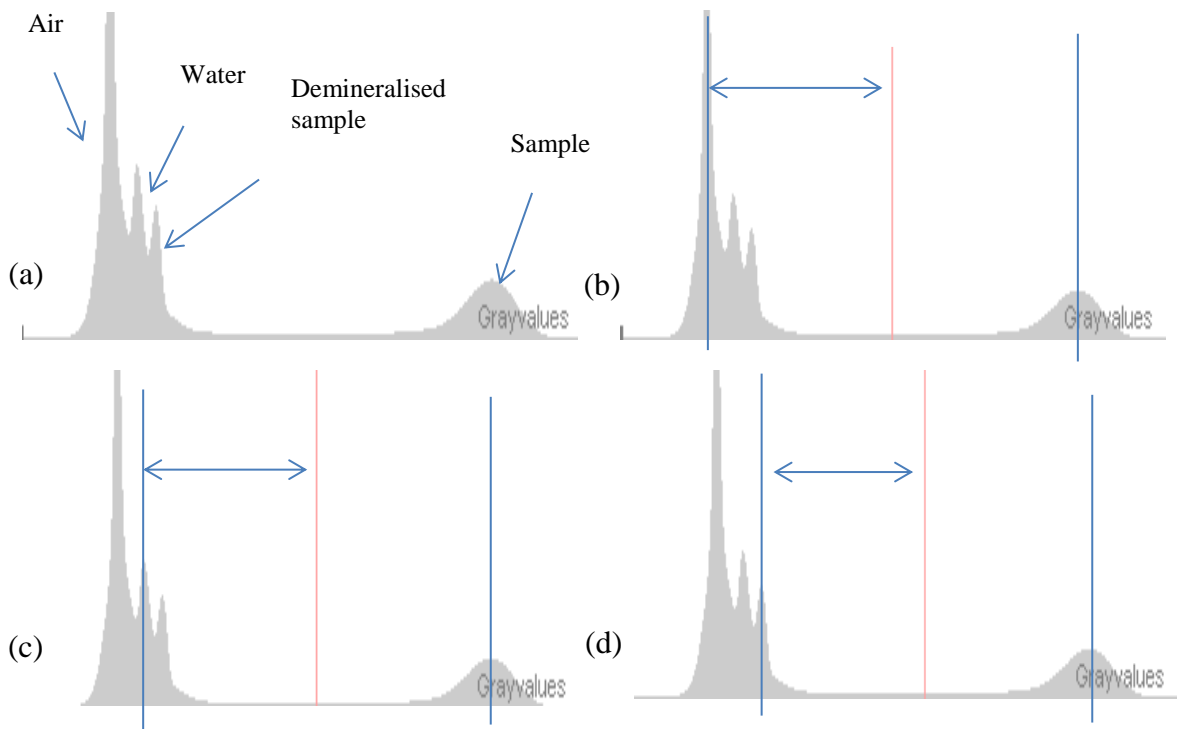 Air
Water
Demineralised
sample
Sample
(a)
Grayvalues
(b)
Grayvalues
(c)
Grayvalues
(d)
Grayvalues